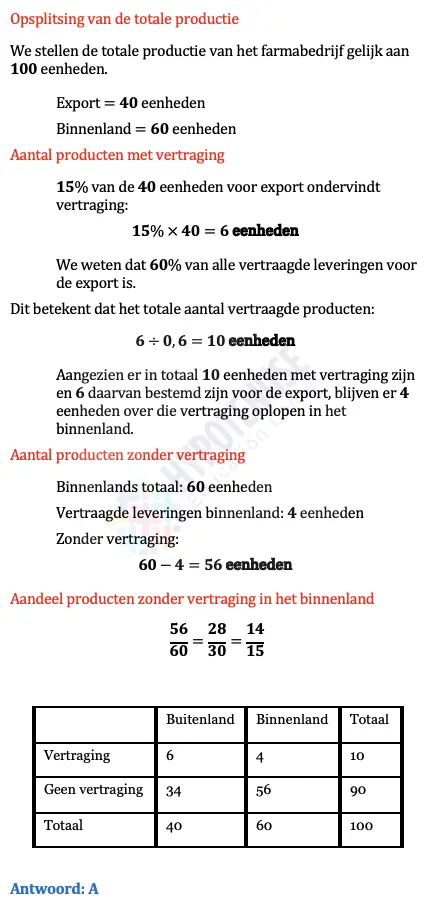 Opsplitsing van de totale productie
We stellen de totale productie van het farmabedrijf gelijk aan
100 eenheden.
Export = 40 eenheden
Binnenland = 60 eenheden
Aantal producten met vertraging
15% van de 40 eenheden voor export ondervindt
vertraging:
15% × 40 = 6 eenheden
We weten dat 60% van alle vertraagde leveringen voor
de export is.
Dit betekent dat het totale aantal vertraagde producten:
6 ÷ 0,6 = 10 eenheden
Aangezien er in totaal 10 eenheden met vertraging zijn
en 6 daarvan bestemd zijn voor de export, blijven er 4
eenheden over die vertraging oplopen in het
binnenland.
Aantal producten zonder vertraging
Binnenlands totaal: 60 eenheden
Vertraagde leveringen binnenland: 4 eenheden
Zonder vertraging:
60 − 4 = 56 eenheden
Aandeel producten zonder vertraging in het binnenland
56/60 = 28/30 = 14/15
Buitenland Binnenland Totaal
Vertraging 6 4 10
Geen vertraging 34 56 90
Totaal 40 60 100
Antwoord: A